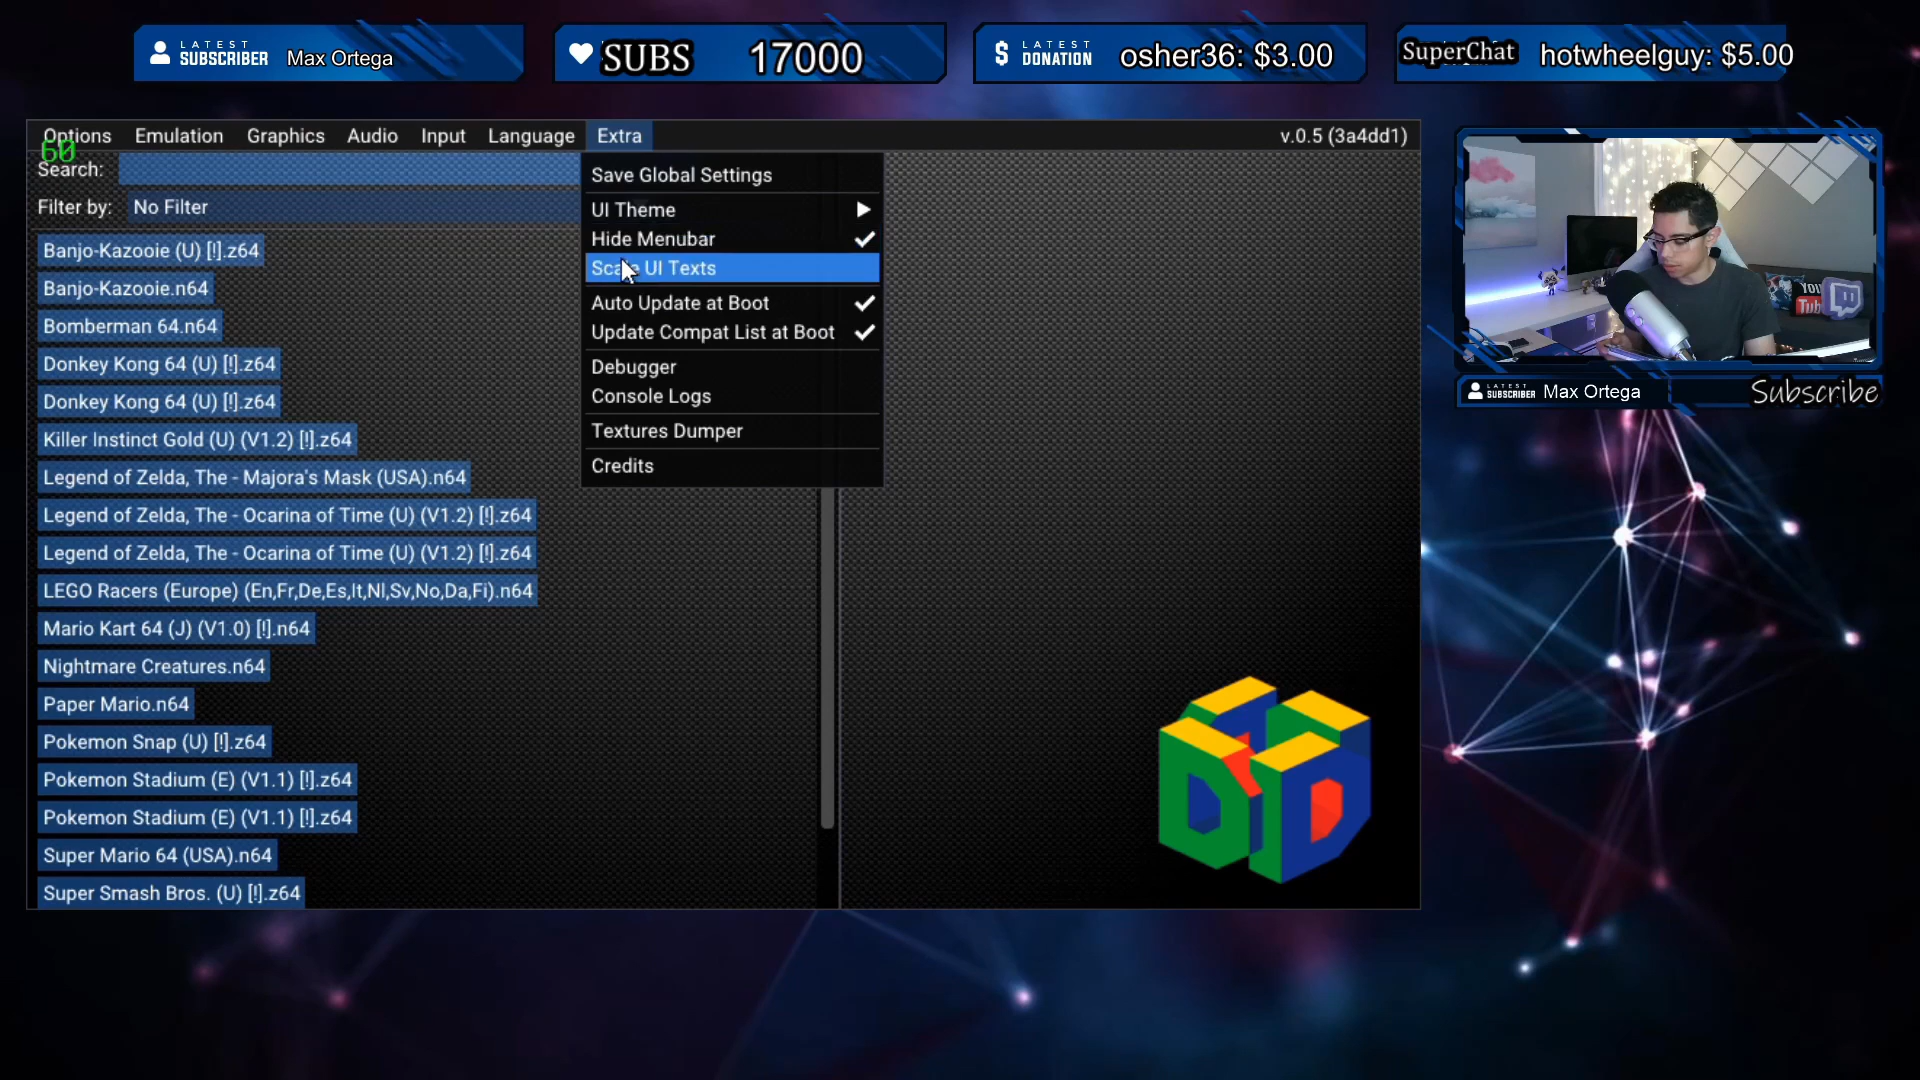 LATEST SUBSCRIBER Max Ortega
SUBS 17000
LATEST DONATION osher36: $3.00
SuperChat hotwheelguy: $5.00
Options Emulation Graphics Audio Input Language Extra v.0.5 (3a4dd1)
60
Search:
Filter by: No Filter
Banjo-Kazooie (U) [!].z64
Banjo-Kazooie.n64
Bomberman 64.n64
Donkey Kong 64 (U) [!].z64
Donkey Kong 64 (U) [!].z64
Killer Instinct Gold (U) (V1.2) [!].z64
Legend of Zelda, The - Majora's Mask (USA).n64
Legend of Zelda, The - Ocarina of Time (U) (V1.2) [!].z64
Legend of Zelda, The - Ocarina of Time (U) (V1.2) [!].z64
LEGO Racers (Europe) (En,Fr,De,Es,It,Nl,Sv,No,Da,Fi).n64
Mario Kart 64 (J) (V1.0) [!].n64
Nightmare Creatures.n64
Paper Mario.n64
Pokemon Snap (U) [!].z64
Pokemon Stadium (E) (V1.1) [!].z64
Pokemon Stadium (E) (V1.1) [!].z64
Super Mario 64 (USA).n64
Super Smash Bros. (U) [!].z64
Save Global Settings
UI Theme
Hide Menubar
Scale UI Texts
Auto Update at Boot
Update Compat List at Boot
Debugger
Console Logs
Textures Dumper
Credits
You
Tub
LATEST SUBSCRIBER Max Ortega
Subscribe